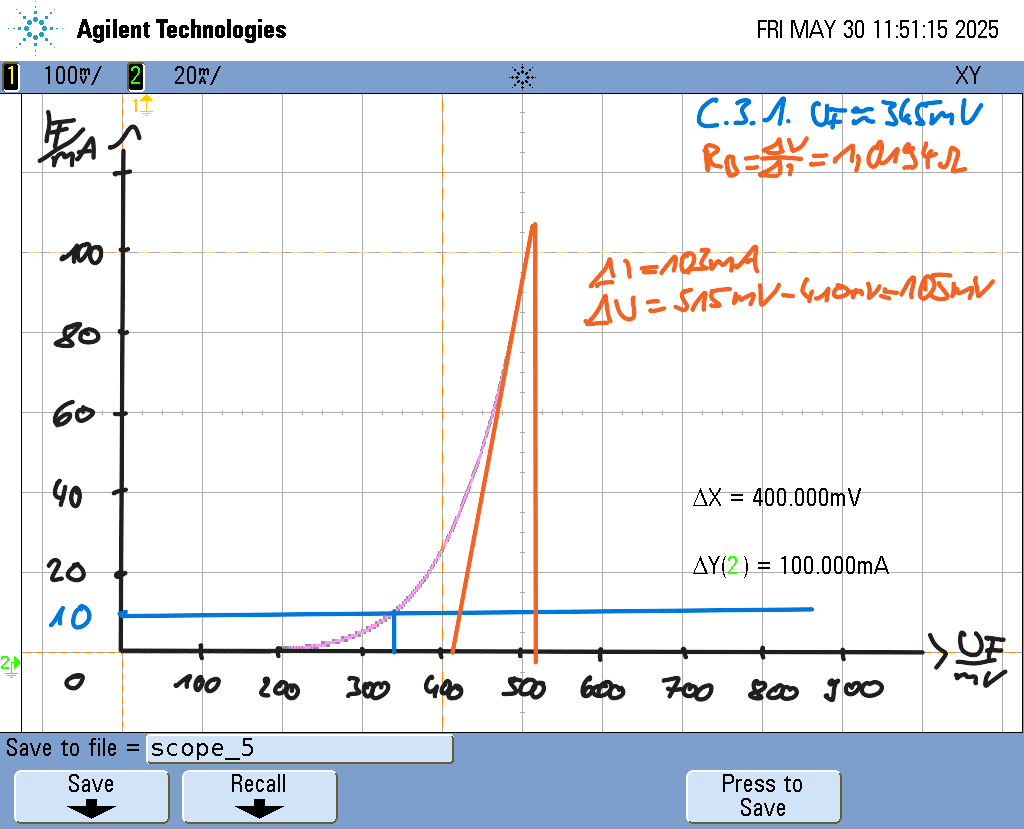 Agilent Technologies
FRI MAY 30 11:51:15 2025
1 100mV/ 2 20mA/ XY
1
C.3.1. UF≈365mV
IF/mA
RB=ΔU/Δi=1,0194Ω
100
Δi=103mA
ΔU=515mV-410mV=105mV
80
60
40
ΔX = 400.000mV
20
ΔY(2) = 100.000mA
10
2
UF/mV
0 100 200 300 400 500 600 700 800 900
Save to file = scope_5
Save
Recall
Press to
Save